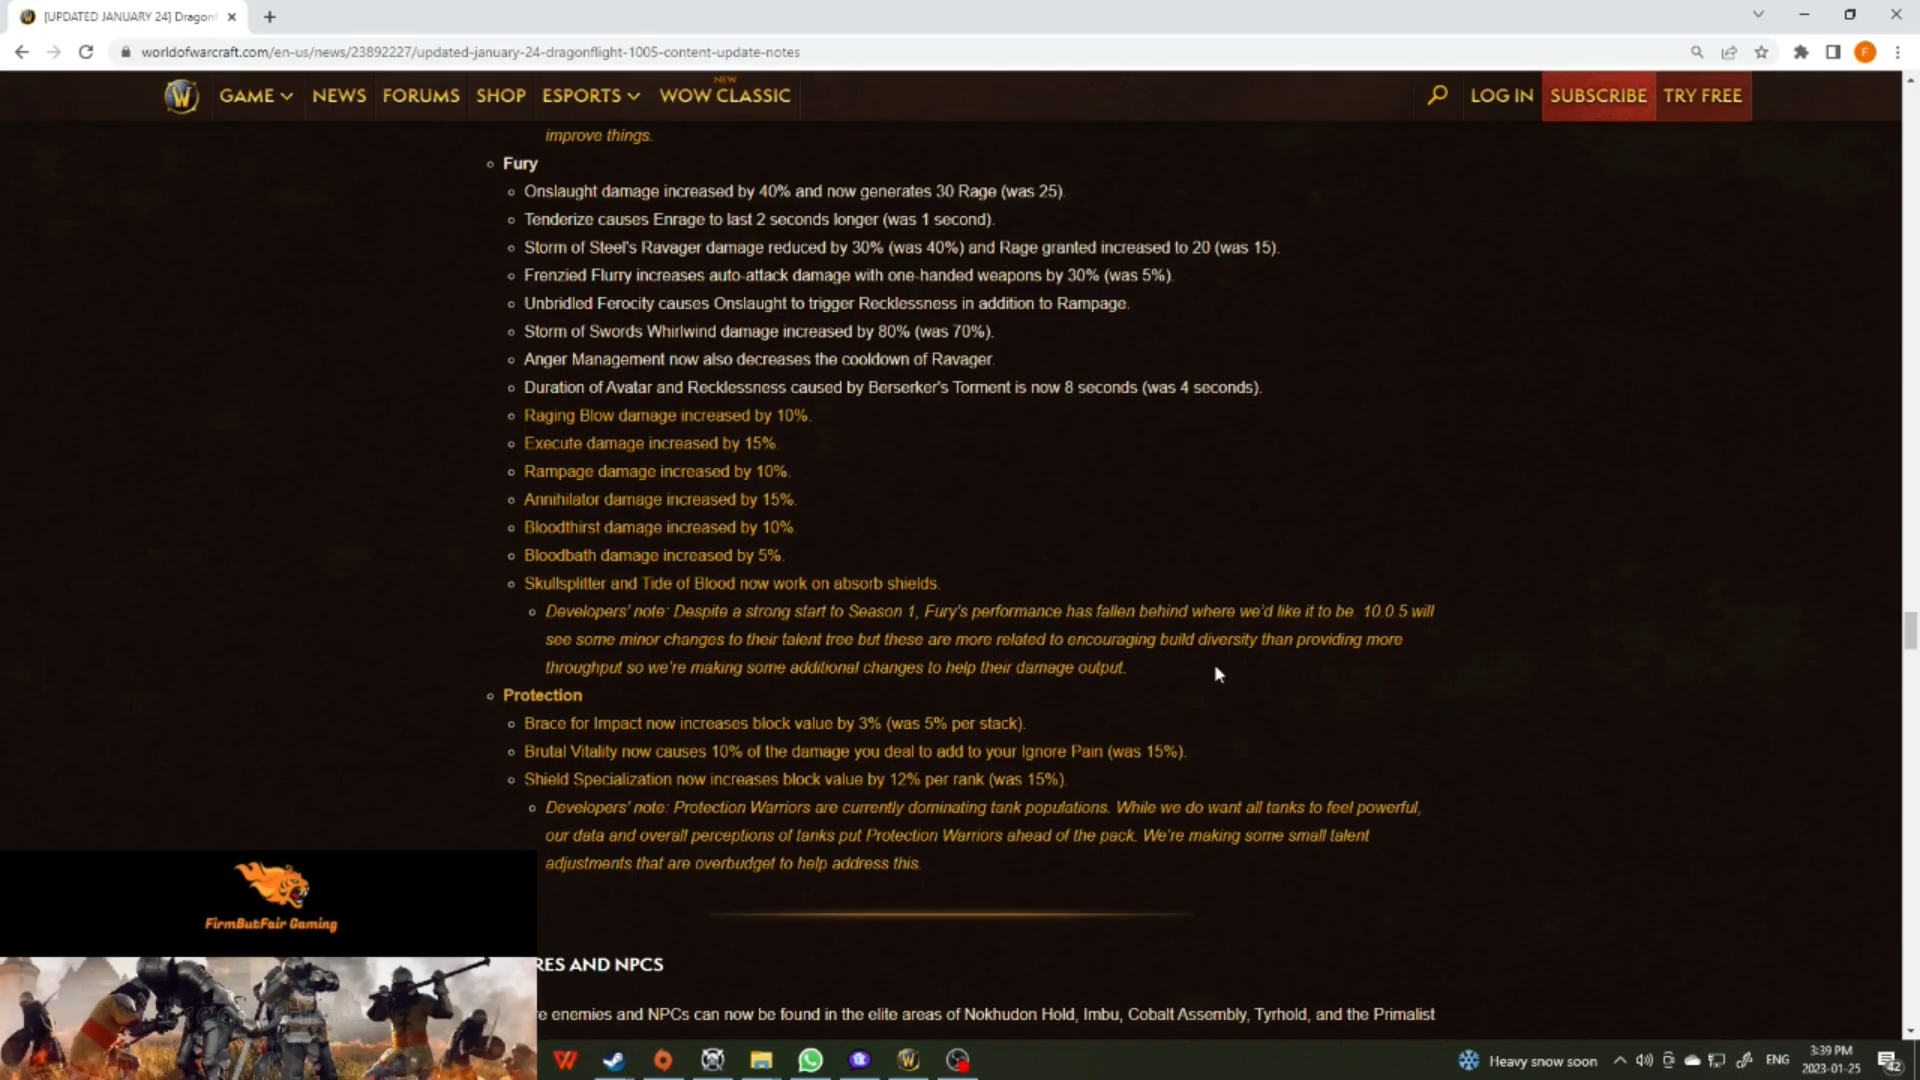 [UPDATED JANUARY 24] Dragonf
worldofwarcraft.com/en-us/news/23892227/updated-january-24-dragonflight-1005-content-update-notes
F
W
GAME
NEWS
FORUMS
SHOP
ESPORTS
NEW
WOW CLASSIC
LOG IN
SUBSCRIBE
TRY FREE
improve things.
Fury
Onslaught damage increased by 40% and now generates 30 Rage (was 25).
Tenderize causes Enrage to last 2 seconds longer (was 1 second).
Storm of Steel's Ravager damage reduced by 30% (was 40%) and Rage granted increased to 20 (was 15).
Frenzied Flurry increases auto-attack damage with one-handed weapons by 30% (was 5%).
Unbridled Ferocity causes Onslaught to trigger Recklessness in addition to Rampage.
Storm of Swords Whirlwind damage increased by 80% (was 70%).
Anger Management now also decreases the cooldown of Ravager.
Duration of Avatar and Recklessness caused by Berserker's Torment is now 8 seconds (was 4 seconds).
Raging Blow damage increased by 10%.
Execute damage increased by 15%.
Rampage damage increased by 10%.
Annihilator damage increased by 15%.
Bloodthirst damage increased by 10%.
Bloodbath damage increased by 5%.
Skullsplitter and Tide of Blood now work on absorb shields.
Developers' note: Despite a strong start to Season 1, Fury's performance has fallen behind where we'd like it to be. 10.0.5 will
see some minor changes to their talent tree but these are more related to encouraging build diversity than providing more
throughput so we're making some additional changes to help their damage output.
Protection
Brace for Impact now increases block value by 3% (was 5% per stack).
Brutal Vitality now causes 10% of the damage you deal to add to your Ignore Pain (was 15%).
Shield Specialization now increases block value by 12% per rank (was 15%).
Developers' note: Protection Warriors are currently dominating tank populations. While we do want all tanks to feel powerful,
our data and overall perceptions of tanks put Protection Warriors ahead of the pack. We're making some small talent
adjustments that are overbudget to help address this.
FirmButFair Gaming
RES AND NPCS
e enemies and NPCs can now be found in the elite areas of Nokhudon Hold, Imbu, Cobalt Assembly, Tyrhold, and the Primalist
Heavy snow soon
ENG
3:39 PM
2023-01-25
42